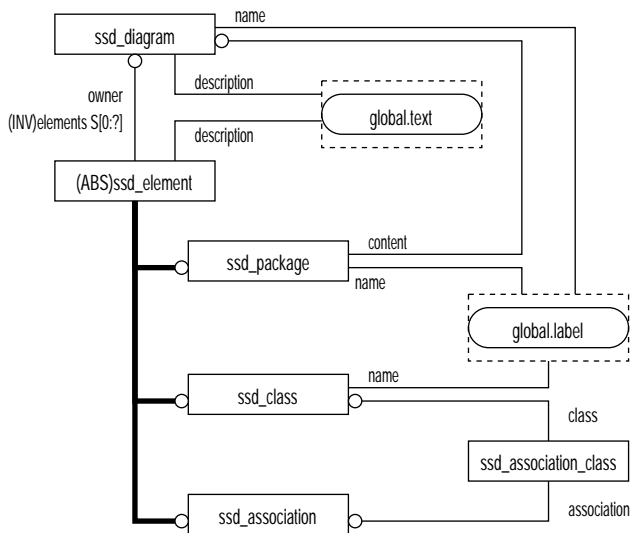 name
ssd_diagram
owner
(INV)elements S[0:?]
description
global.text
description
(ABS)ssd_element
content
ssd_package
name
global.label
name
ssd_class
class
ssd_association_class
association
ssd_association